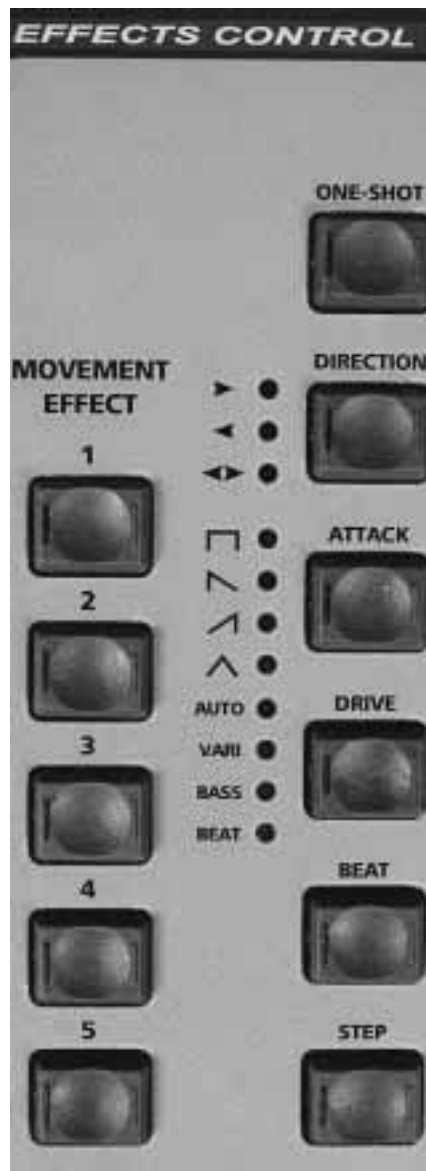 EFFECTS CONTROL
ONE-SHOT
MOVEMENT
EFFECT
DIRECTION
1
ATTACK
2
AUTO
DRIVE
3
VARI
BASS
BEAT
BEAT
4
5
STEP